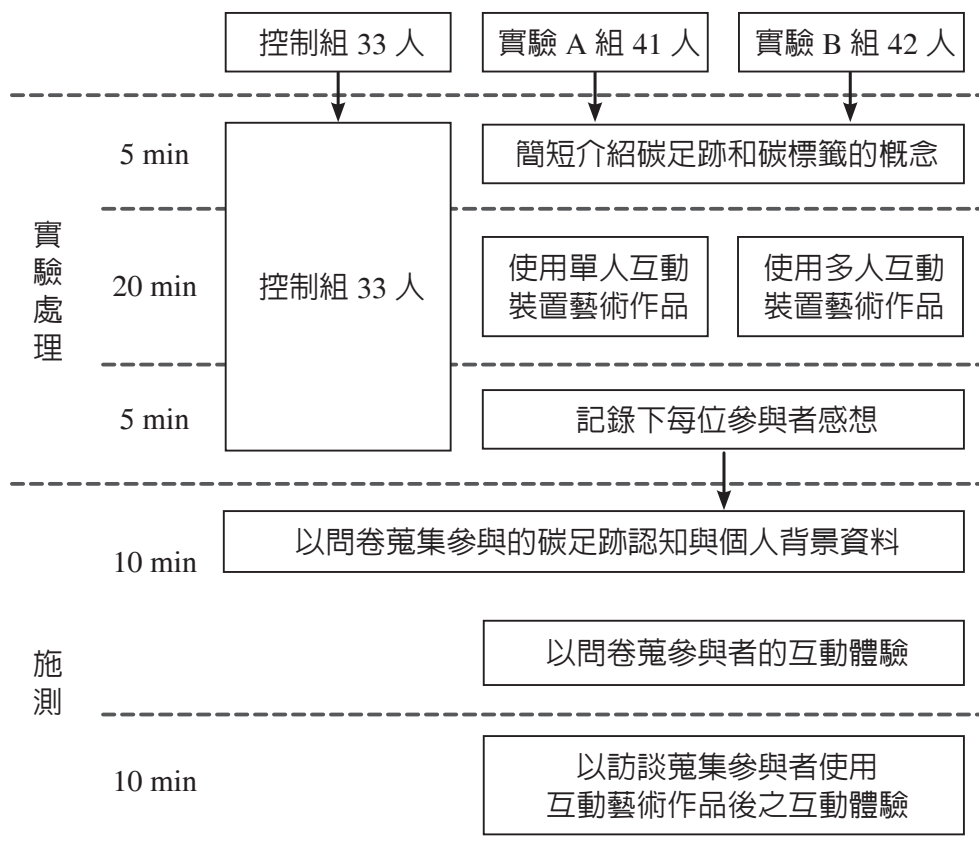 控制組 33 人
實驗 A 組 41 人
實驗 B 組 42 人
實驗處理
5 min
簡短介紹碳足跡和碳標籤的概念
20 min
控制組 33 人
使用單人互動
裝置藝術作品
使用多人互動
裝置藝術作品
5 min
記錄下每位參與者感想
施測
10 min
以問卷蒐集參與的碳足跡認知與個人背景資料
以問卷蒐參與者的互動體驗
10 min
以訪談蒐集參與者使用
互動藝術作品後之互動體驗